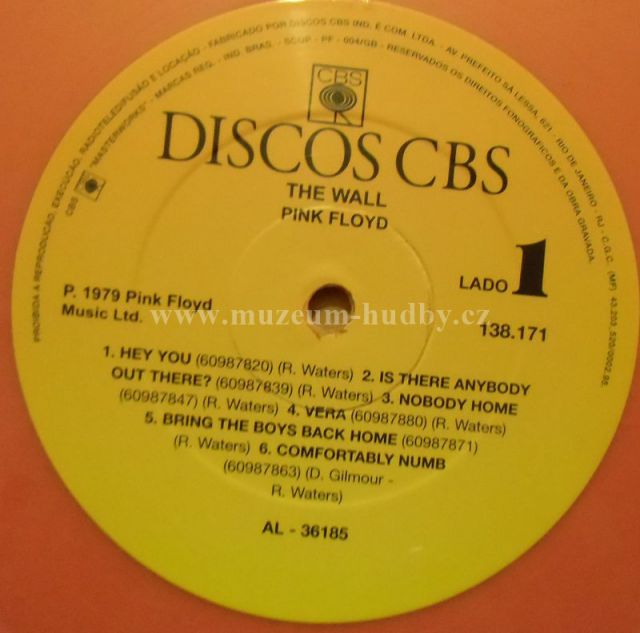 PROIBIDA A REPRODUÇÃO, EXECUÇÃO, RADIOTELEDIFUSÃO E LOCAÇÃO - FABRICADO POR DISCOS CBS IND. E COM. LTDA. - AV. PREFEITO SÁ LESSA, 621 - RIO DE JANEIRO - RJ - C.G.C. (MF) 43.203.520/0002-98
CBS "MASTERWORKS" - MARCAS REG. - IND. BRAS. - SCDP - PF - 004/GB - RESERVADOS OS DIREITOS FONOGRÁFICOS E DA OBRA GRAVADA.
CBS
DISCOS CBS
THE WALL
PINK FLOYD
LADO 1
P. 1979 Pink Floyd
Music Ltd.
138.171
www.muzeum-hudby.cz
1. HEY YOU (60987820) (R. Waters) 2. IS THERE ANYBODY
OUT THERE? (60987839) (R. Waters) 3. NOBODY HOME
(60987847) (R. Waters) 4. VERA (60987880) (R. Waters)
5. BRING THE BOYS BACK HOME (60987871)
(R. Waters) 6. COMFORTABLY NUMB
(60987863) (D. Gilmour -
R. Waters)
AL - 36185